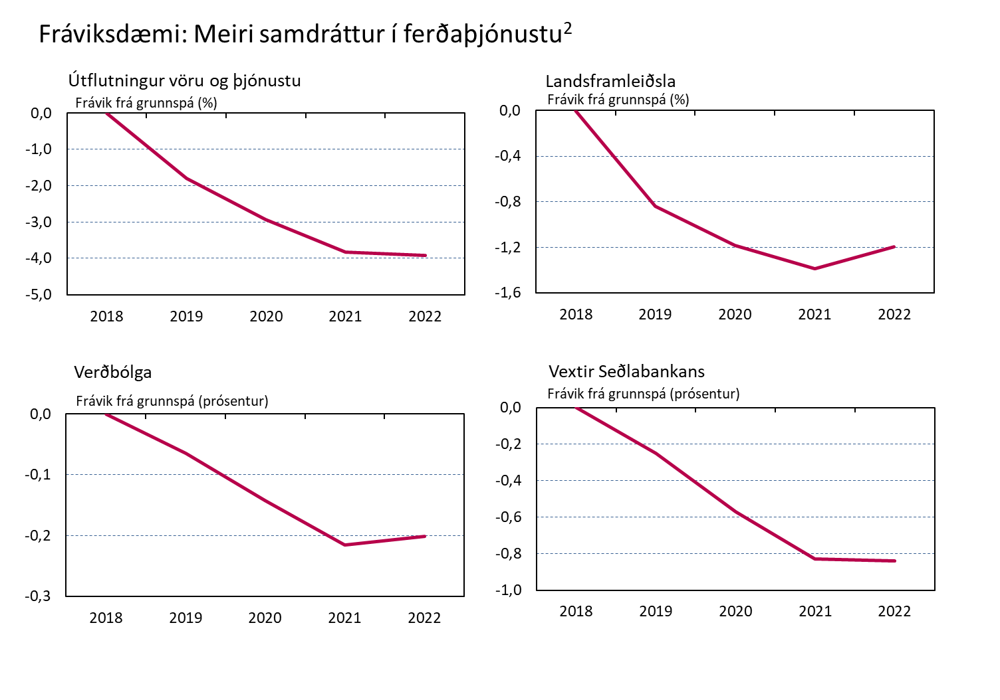 Fráviksdæmi: Meiri samdráttur í ferðaþjónustu²
Útflutningur vöru og þjónustu
Frávik frá grunnspá (%)
0,0
-1,0
-2,0
-3,0
-4,0
-5,0
2018 2019 2020 2021 2022
Landsframleiðsla
Frávik frá grunnspá (%)
0,0
-0,4
-0,8
-1,2
-1,6
2018 2019 2020 2021 2022
Verðbólga
Frávik frá grunnspá (prósentur)
0,0
-0,1
-0,2
-0,3
2018 2019 2020 2021 2022
Vextir Seðlabankans
Frávik frá grunnspá (prósentur)
0,0
-0,2
-0,4
-0,6
-0,8
-1,0
2018 2019 2020 2021 2022